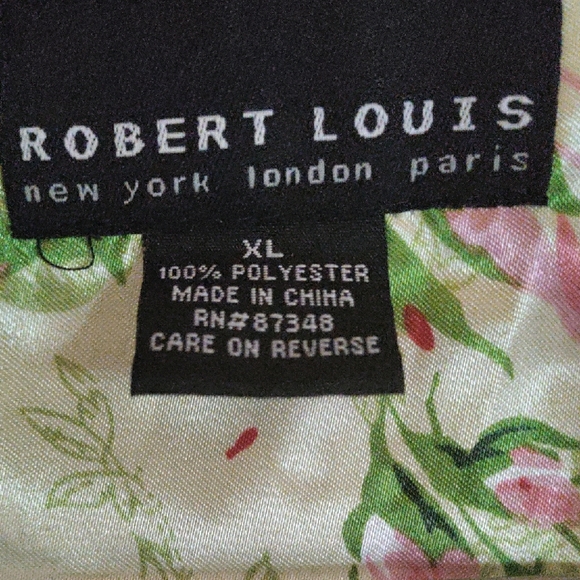 ROBERT LOUIS
new york london paris
XL
100% POLYESTER
MADE IN CHINA
RN#87348
CARE ON REVERSE